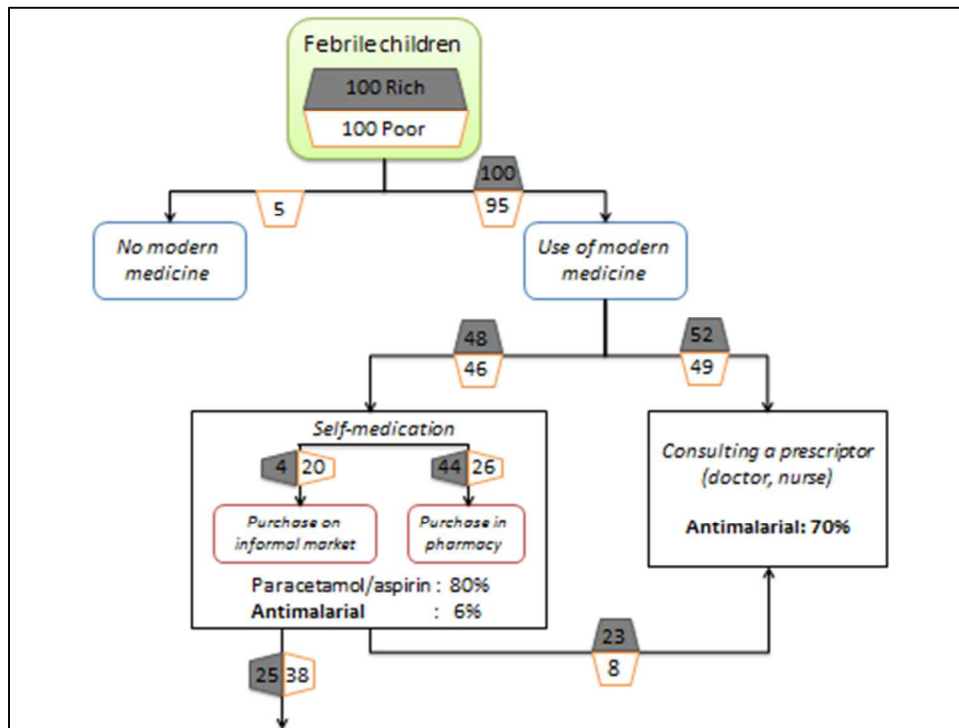 Febrile children
100 Rich
100 Poor
100
5
95
No modern
medicine
Use of modern
medicine
48
46
52
49
Self-medication
4 20
44 26
Purchase on
informal market
Purchase in
pharmacy
Paracetamol/aspirin : 80%
Antimalarial : 6%
Consulting a prescriptor
(doctor, nurse)
Antimalarial: 70%
23
8
25 38